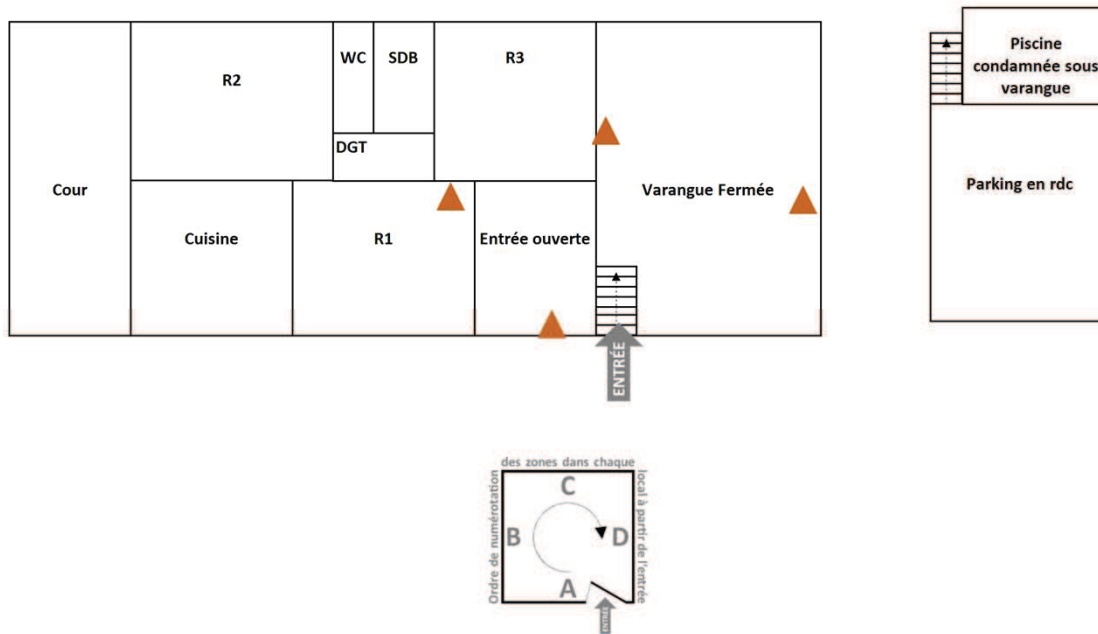 WC
SDB
R3
R2
DGT
Cour
Varangue Fermée
Cuisine
R1
Entrée ouverte
ENTRÉE
Piscine
condamnée sous
varangue
Parking en rdc
des zones dans chaque
Ordre de numérotation
local à partir de l'entrée
C
B
D
A
ENTRÉE